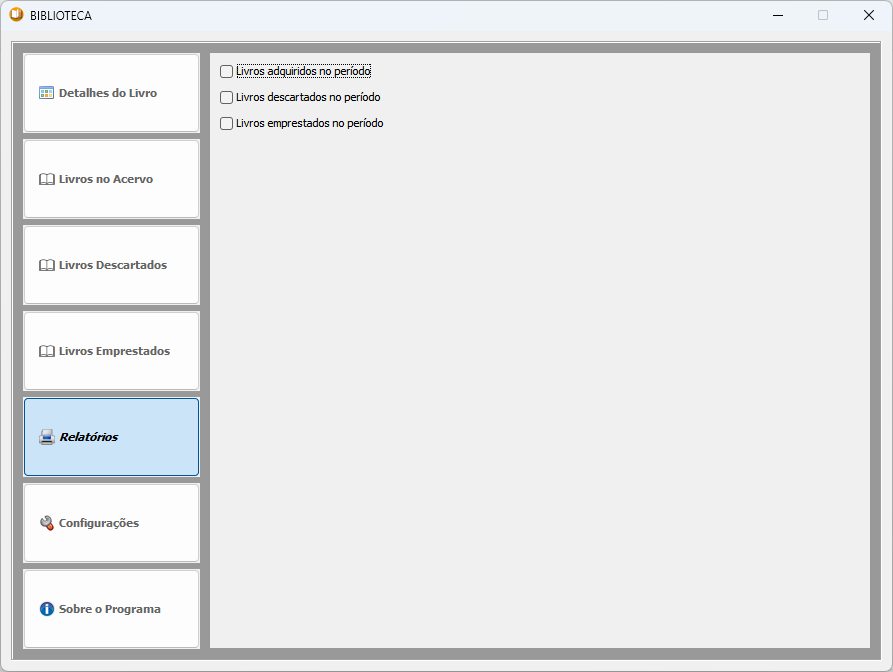 BIBLIOTECA
Detalhes do Livro
Livros no Acervo
Livros Descartados
Livros Emprestados
Relatórios
Configurações
Sobre o Programa
Livros adquiridos no período
Livros descartados no período
Livros emprestados no período